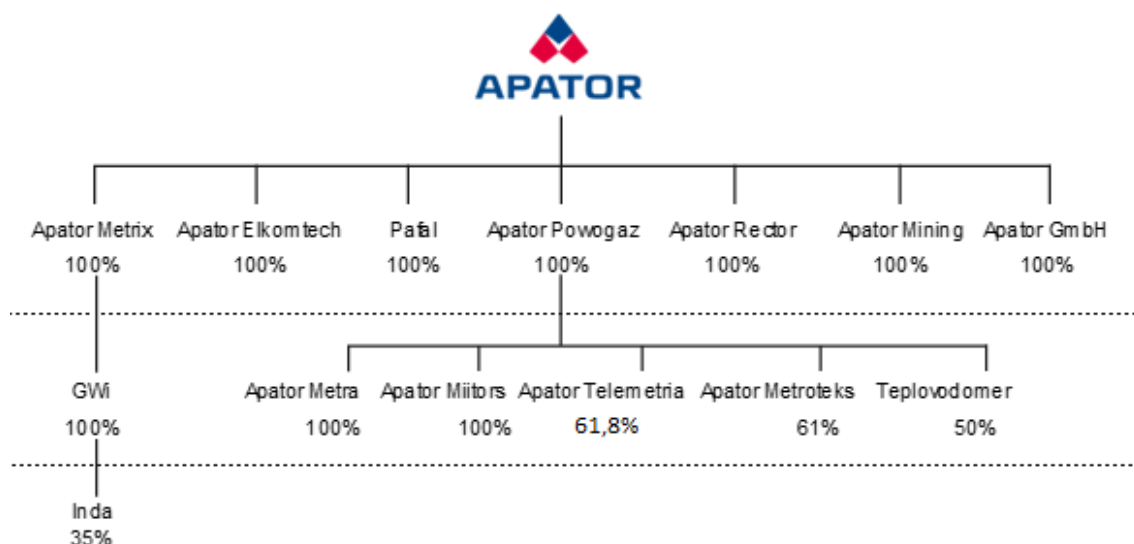 APATOR
Apator Metrix Apator Elkomtech Pafal Apator Powogaz Apator Rector Apator Mining Apator GmbH
100% 100% 100% 100% 100% 100% 100%
GWi Apator Metra Apator Miitors Apator Telemetria Apator Metroteks Teplovodomer
100% 100% 100% 61,8% 61% 50%
Inda
35%